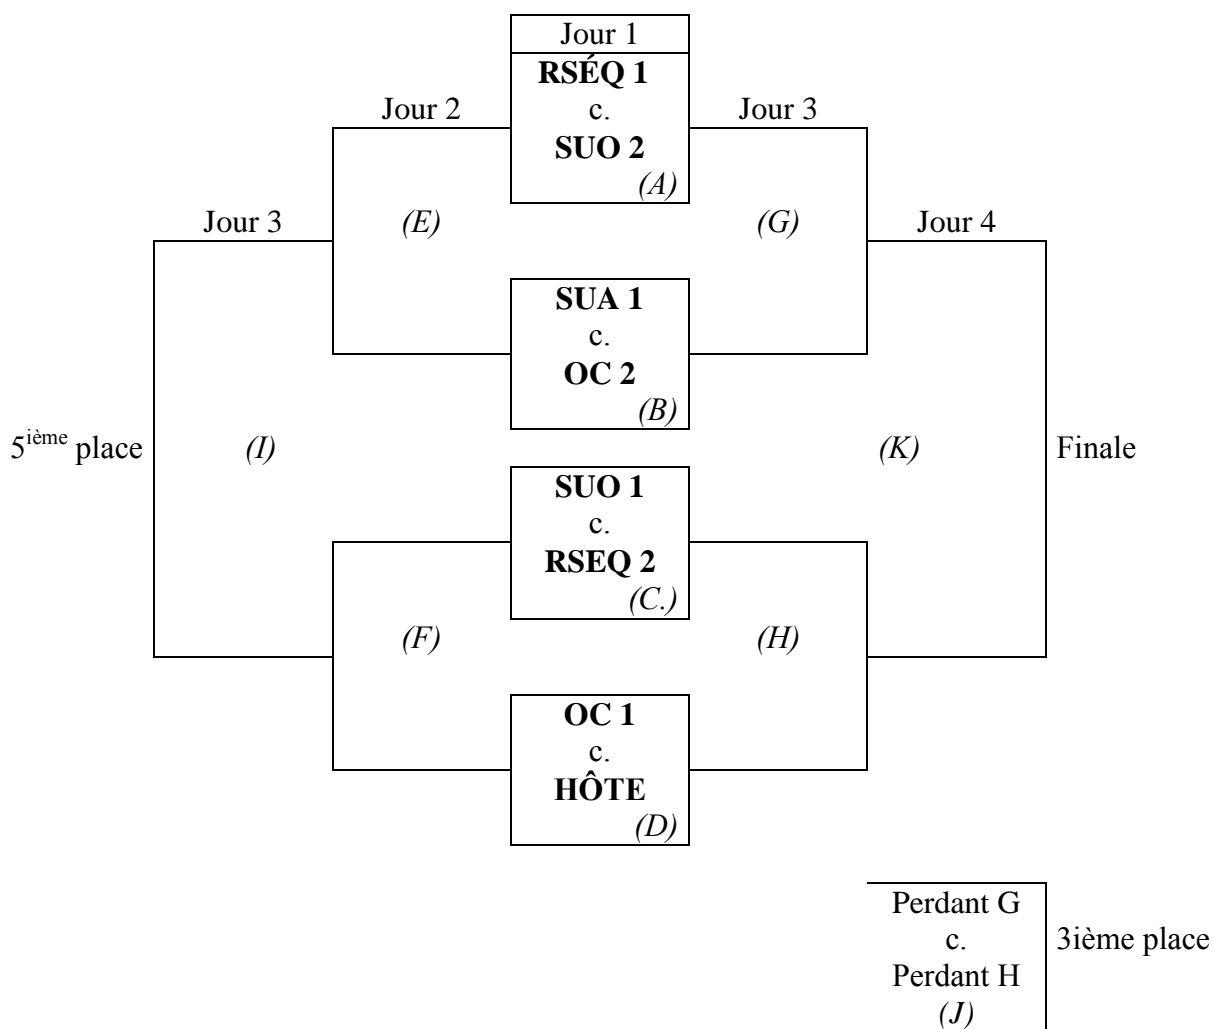 Jour 1
RSÉQ 1
c.
SUO 2
(A)
Jour 2
Jour 3
Jour 3
(E)
(G)
Jour 4
SUA 1
c.
OC 2
(B)
5ième place
(I)
(K)
Finale
SUO 1
c.
RSEQ 2
(C.)
(F)
(H)
OC 1
c.
HÔTE
(D)
Perdant G
c.
Perdant H
(J)
3ième place